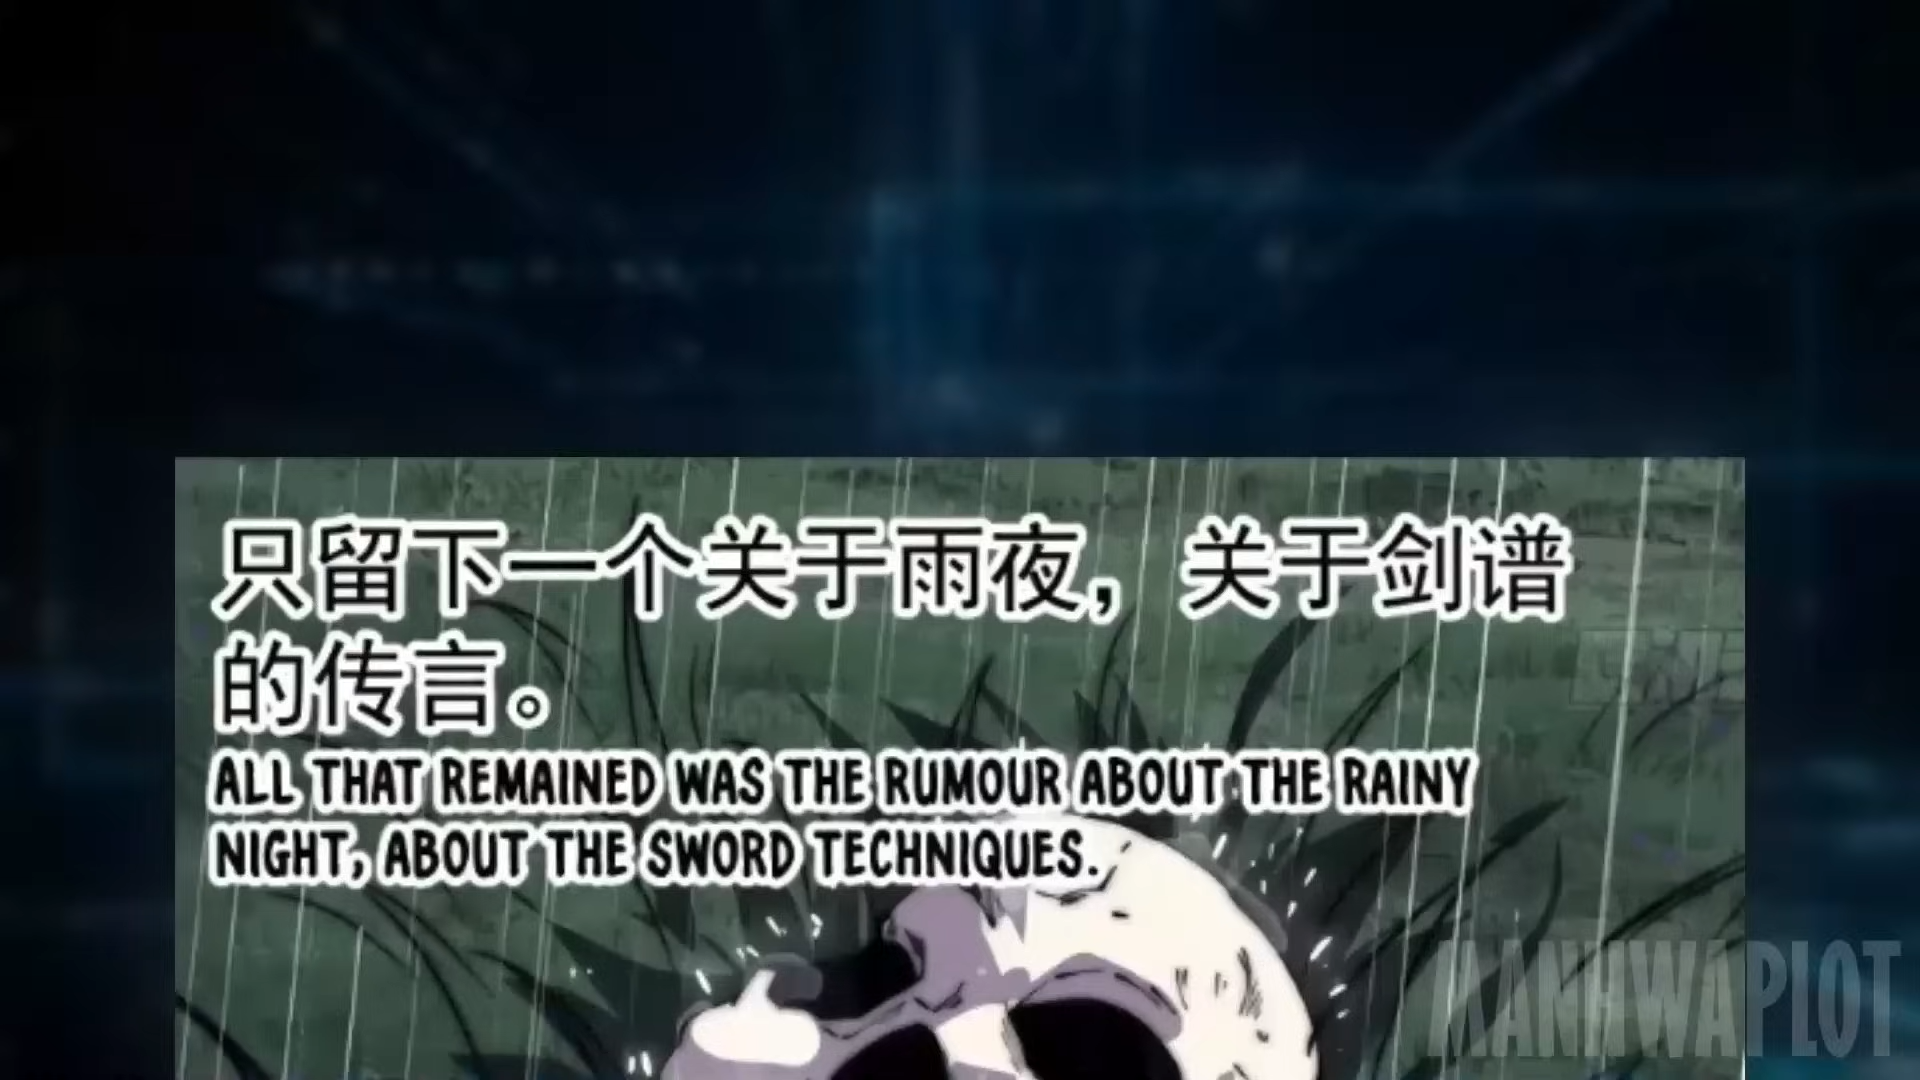 只留下一个关于雨夜，关于剑谱
的传言。
ALL THAT REMAINED WAS THE RUMOUR ABOUT THE RAINY
NIGHT, ABOUT THE SWORD TECHNIQUES.
MANHWAPLOT